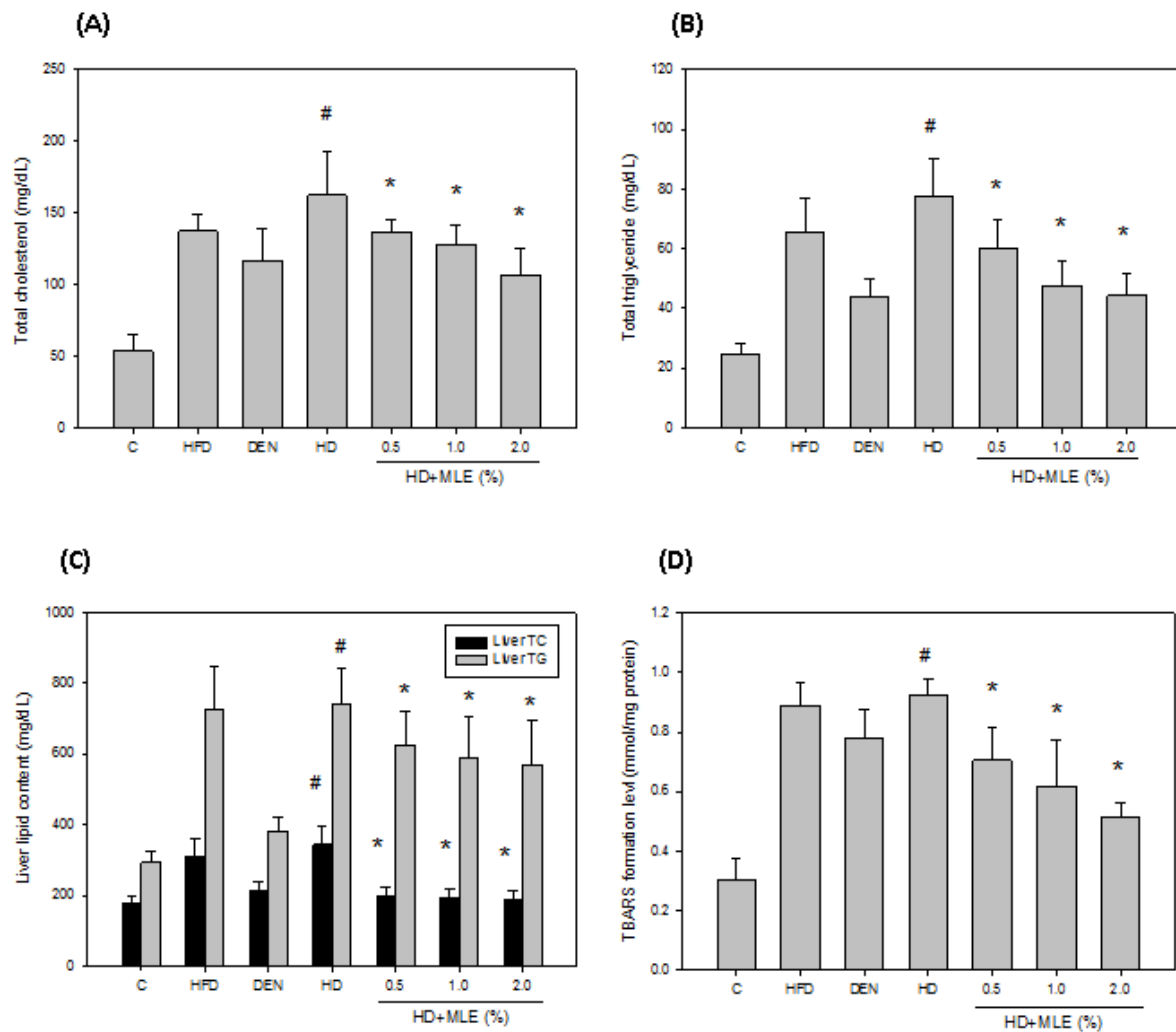 (A)
Total cholesterol (mg/dL)
250
200
150
100
50
0
#
*
*
*
C HFD DEN HD 0.5 1.0 2.0
HD+MLE (%)
(B)
Total triglyceride (mg/dL)
120
100
80
60
40
20
0
#
*
*
*
C HFD DEN HD 0.5 1.0 2.0
HD+MLE (%)
(C)
Liver lipid content (mg/dL)
1000
800
600
400
200
0
Liver TC
Liver TG
#
*
*
*
#
*
*
*
C HFD DEN HD 0.5 1.0 2.0
HD+MLE (%)
(D)
TBARS formation levl (mmol/mg protein)
1.2
1.0
0.8
0.6
0.4
0.2
0.0
#
*
*
*
C HFD DEN HD 0.5 1.0 2.0
HD+MLE (%)